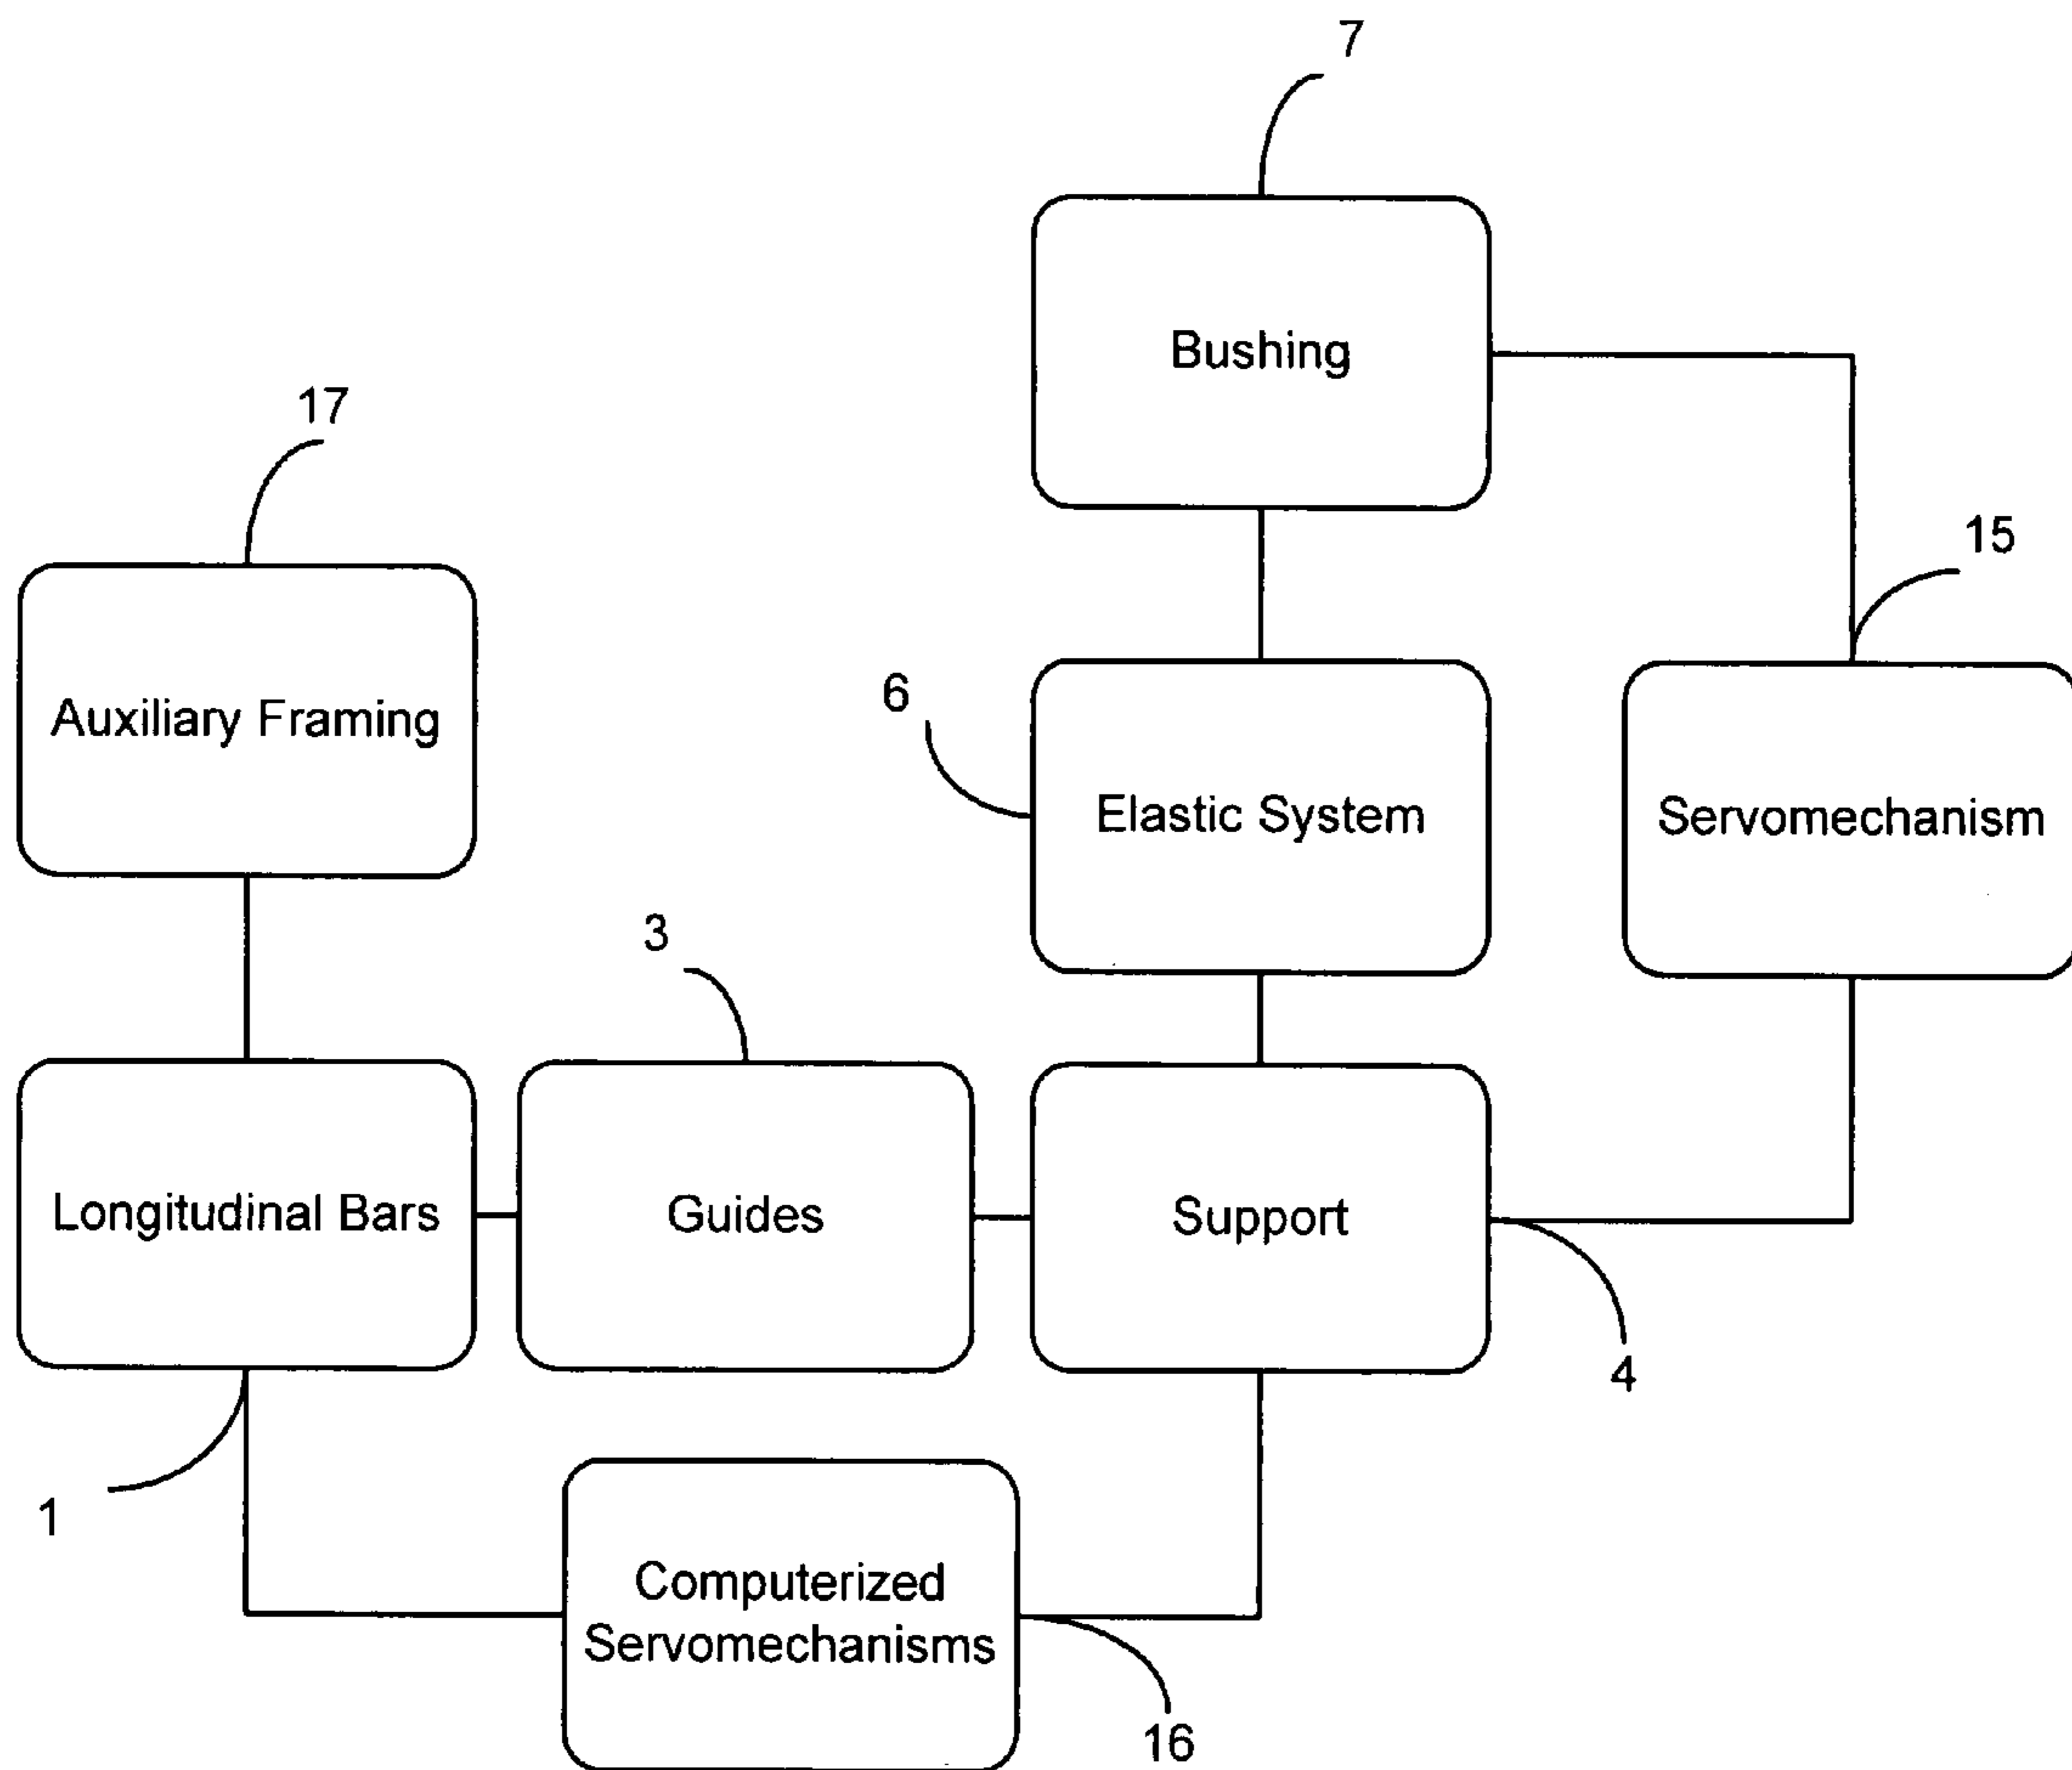 7
Bushing
17
15
6
Auxiliary Framing
Elastic System
Servomechanism
3
Longitudinal Bars
Guides
Support
4
1
Computerized
Servomechanisms
16